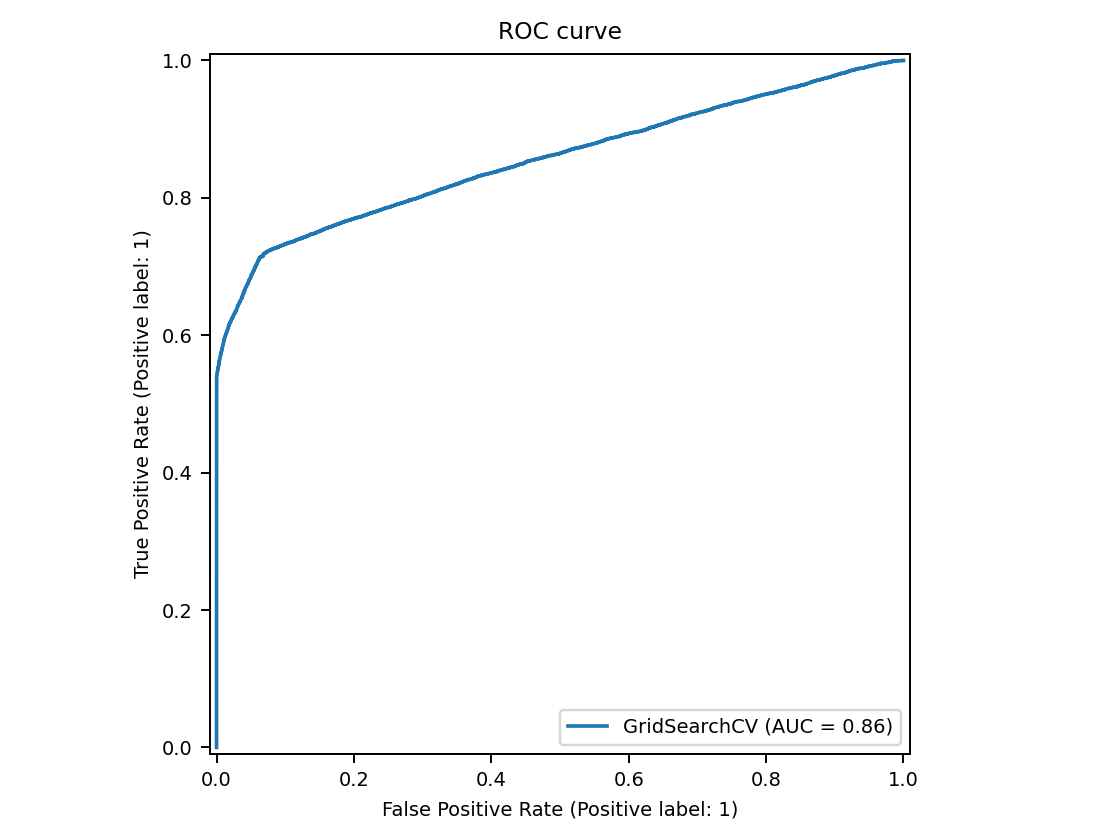 ROC curve
1.0
0.8
0.6
0.4
0.2
0.0
True Positive Rate (Positive label: 1)
GridSearchCV (AUC = 0.86)
0.0 0.2 0.4 0.6 0.8 1.0
False Positive Rate (Positive label: 1)